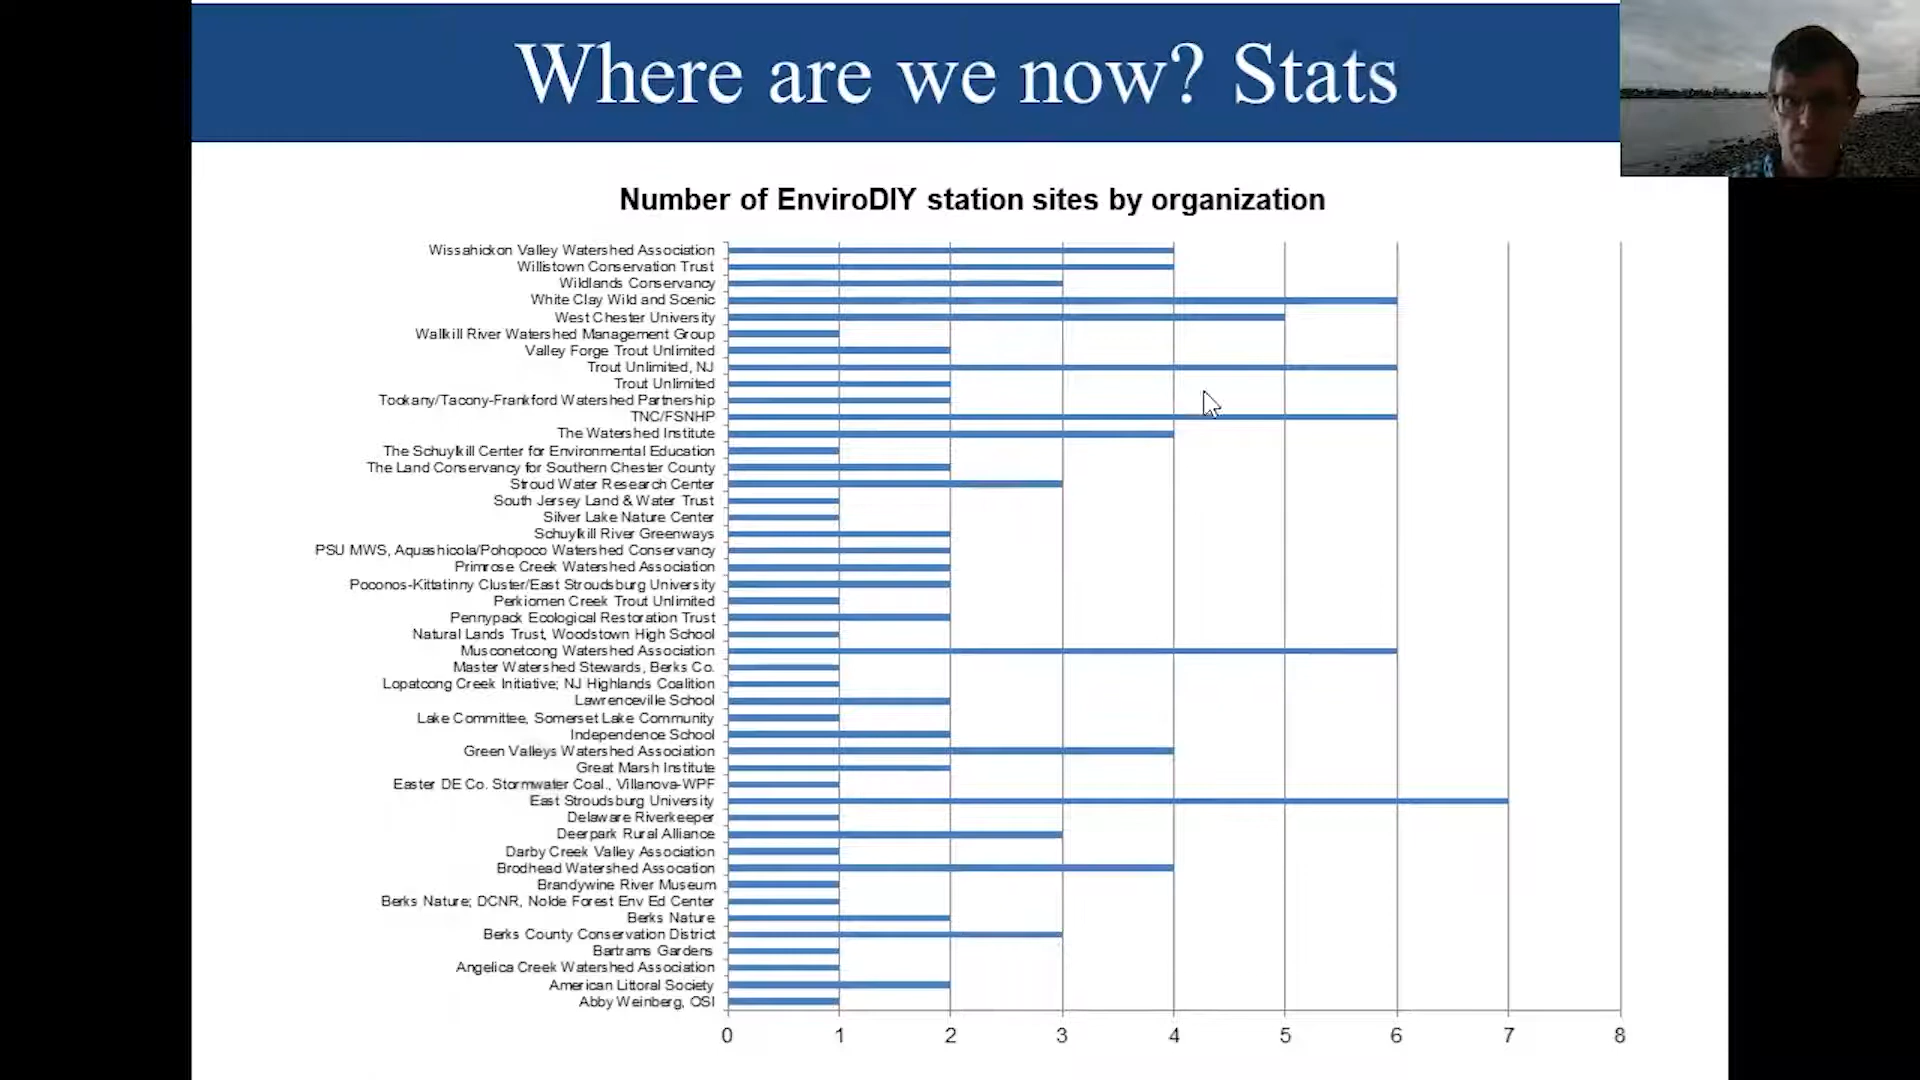 Where are we now? Stats
Number of EnviroDIY station sites by organization
Wissahickon Valley Watershed Association
Willistown Conservation Trust
Wildlands Conservancy
White Clay Wild and Scenic
West Chester University
Wallkill River Watershed Management Group
Valley Forge Trout Unlimited
Trout Unlimited, NJ
Trout Unlimited
Tookany/Tacony-Frankford Watershed Partnership
TNC/FSNHP
The Watershed Institute
The Schuylkill Center for Environmental Education
The Land Conservancy for Southern Chester County
Stroud Water Research Center
South Jersey Land & Water Trust
Silver Lake Nature Center
Schuylkill River Greenways
PSU MWS, Aquashicola/Pohopoco Watershed Conservancy
Primrose Creek Watershed Association
Poconos-Kittatinny Cluster/East Stroudsburg University
Perkiomen Creek Trout Unlimited
Pennypack Ecological Restoration Trust
Natural Lands Trust, Woodstown High School
Musconetcong Watershed Association
Master Watershed Stewards, Berks Co.
Lopatcong Creek Initiative; NJ Highlands Coalition
Lawrenceville School
Lake Committee, Somerset Lake Community
Independence School
Green Valleys Watershed Association
Great Marsh Institute
Easter DE Co. Stormwater Coal., Villanova-WPF
East Stroudsburg University
Delaware Riverkeeper
Deerpark Rural Alliance
Darby Creek Valley Association
Brodhead Watershed Assocation
Brandywine River Museum
Berks Nature; DCNR, Nolde Forest Env Ed Center
Berks Nature
Berks County Conservation District
Bartrams Gardens
Angelica Creek Watershed Association
American Littoral Society
Abby Weinberg, OSI
0 1 2 3 4 5 6 7 8